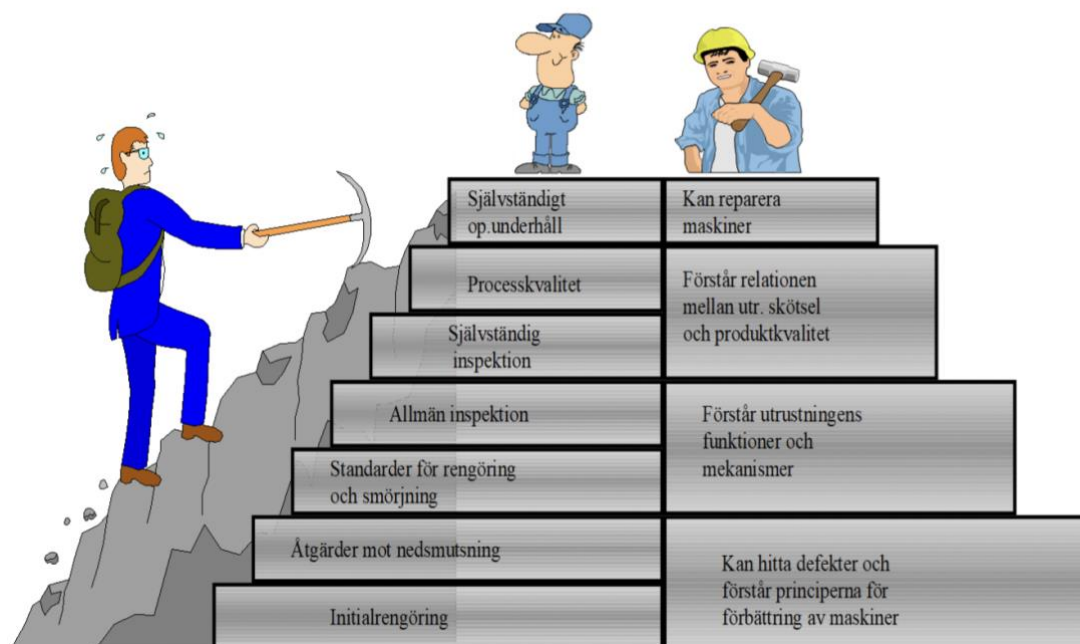 Självständigt
op.underhåll
Kan reparera
maskiner
Processkvalitet
Förstår relationen
mellan utr. skötsel
och produktkvalitet
Självständig
inspektion
Allmän inspektion
Förstår utrustningens
funktioner och
mekanismer
Standarder för rengöring
och smörjning
Åtgärder mot nedsmutsning
Kan hitta defekter och
förstår principerna för
förbättring av maskiner
Initialrengöring